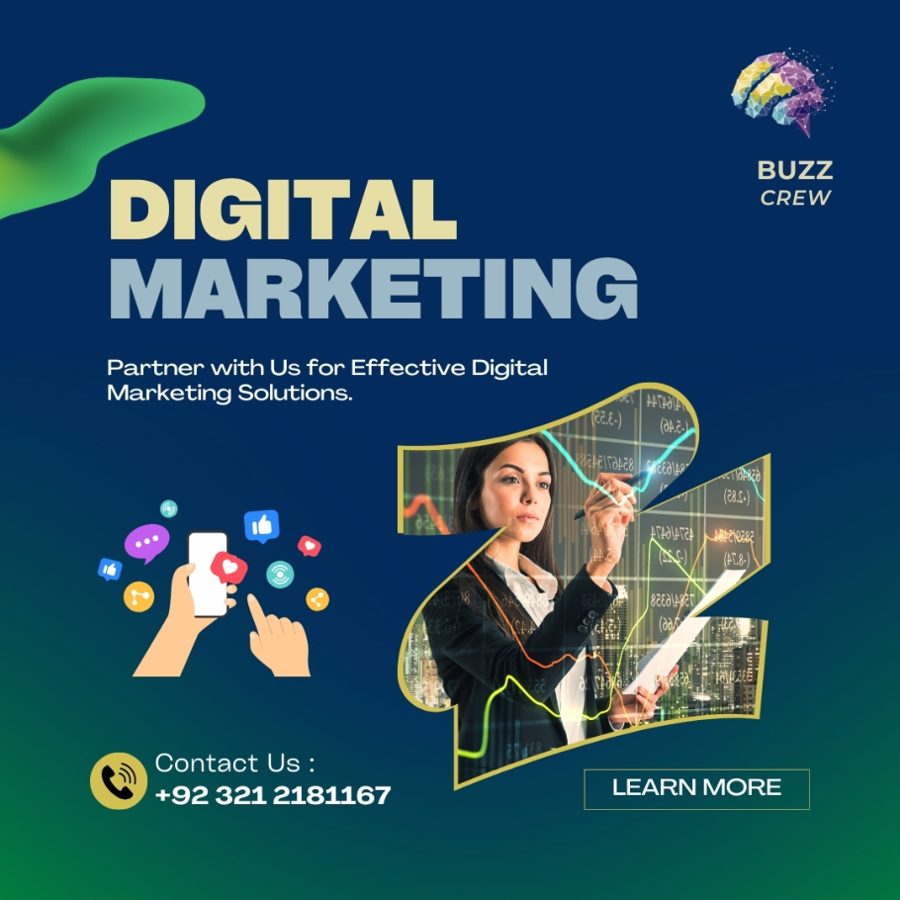 BUZZ
CREW
DIGITAL
MARKETING
Partner with Us for Effective Digital
Marketing Solutions.
Contact Us :
+92 321 2181167
LEARN MORE